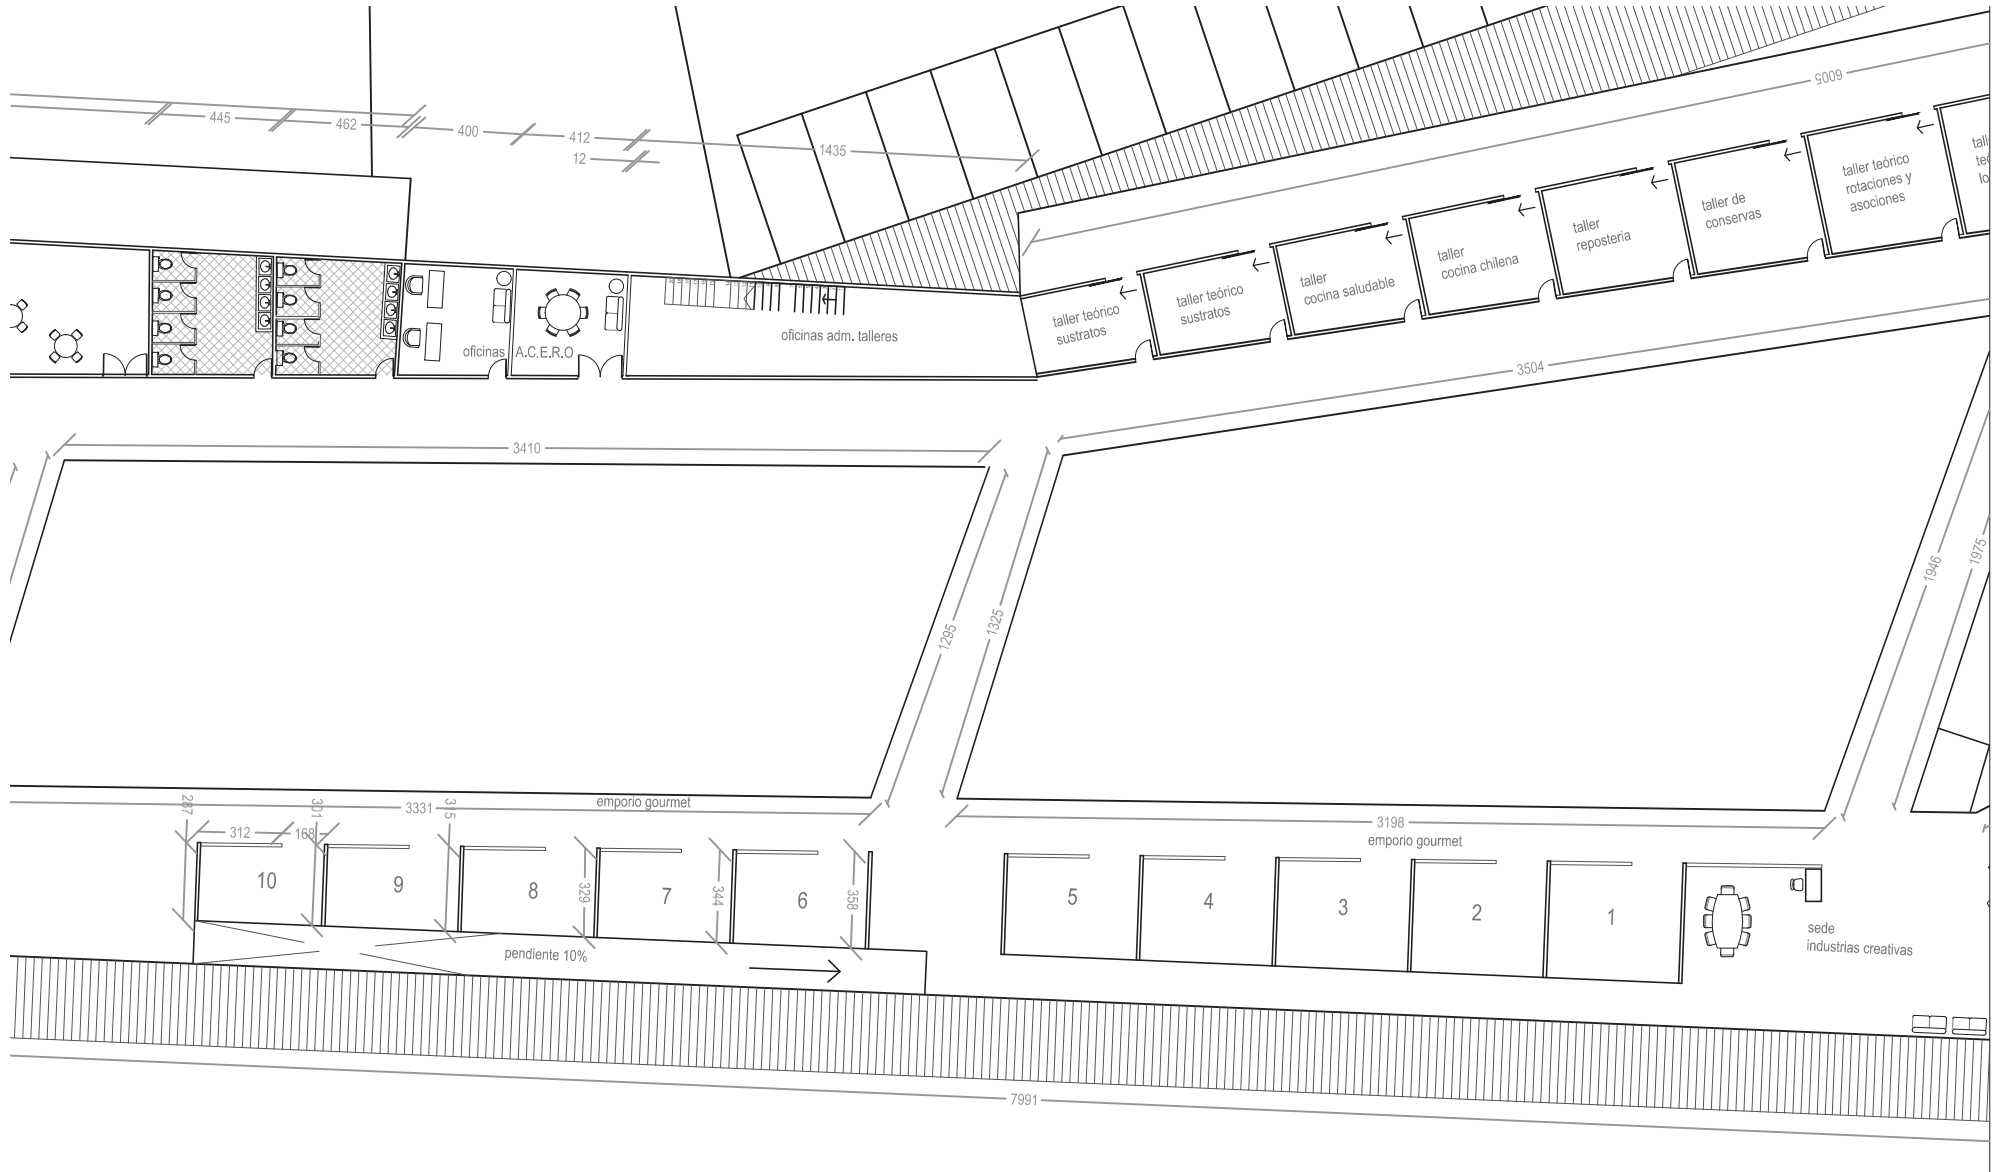 445
462
400
412
12
1435
5009
taller teórico
sustratos
taller teórico
sustratos
taller
cocina saludable
taller
cocina chilena
taller
reposteria
taller de
conservas
taller teórico
rotaciones y
asociones
oficinas
A.C.E.R.O
oficinas adm. talleres
3410
3504
1295
1325
1946
1975
287
301
315
3331
emporio gourmet
3198
emporio gourmet
312
168
10
9
8
329
7
344
6
358
5
4
3
2
1
sede
industrias creativas
pendiente 10%
7991